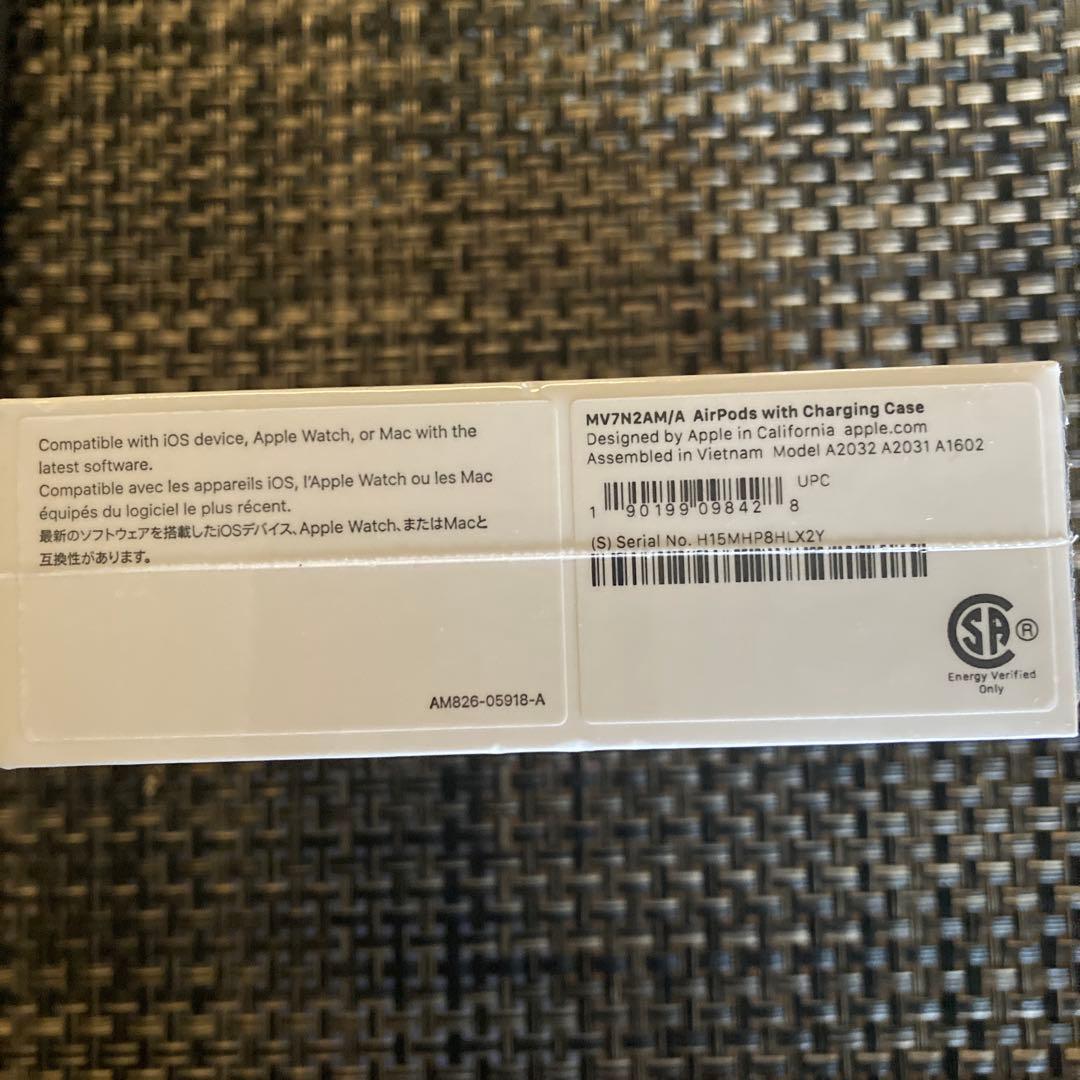 Compatible with iOS device, Apple Watch, or Mac with the
latest software.
Compatible avec les appareils iOS, l'Apple Watch ou les Mac
équipés du logiciel le plus récent.
最新のソフトウェアを搭載したiOSデバイス、Apple Watch、またはMacと
互換性があります。
AM826-05918-A
MV7N2AM/A AirPods with Charging Case
Designed by Apple in California apple.com
Assembled in Vietnam Model A2032 A2031 A1602
UPC
1 90199 09842 8
(S) Serial No. H15MHP8HLX2Y
SA ®
Energy Verified
Only